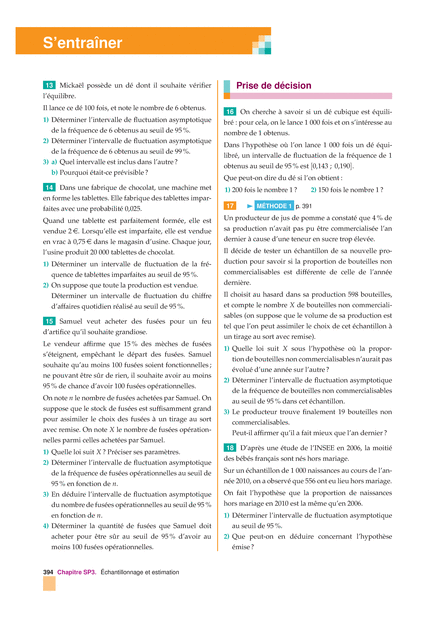 S'entraîner
13 Mickaël possède un dé dont il souhaite vérifier
l'équilibre.
Il lance ce dé 100 fois, et note le nombre de 6 obtenus.
1) Déterminer l'intervalle de fluctuation asymptotique
de la fréquence de 6 obtenus au seuil de 95 %.
2) Déterminer l'intervalle de fluctuation asymptotique
de la fréquence de 6 obtenus au seuil de 99 %.
3) a) Quel intervalle est inclus dans l'autre ?
b) Pourquoi était-ce prévisible ?
14 Dans une fabrique de chocolat, une machine met
en forme les tablettes. Elle fabrique des tablettes impar-
faites avec une probabilité 0,025.
Quand une tablette est parfaitement formée, elle est
vendue 2 €. Lorsqu'elle est imparfaite, elle est vendue
en vrac à 0,75 € dans le magasin d'usine. Chaque jour,
l'usine produit 20 000 tablettes de chocolat.
1) Déterminer un intervalle de fluctuation de la fré-
quence de tablettes imparfaites au seuil de 95 %.
2) On suppose que toute la production est vendue.
Déterminer un intervalle de fluctuation du chiffre
d'affaires quotidien réalisé au seuil de 95 %.
15 Samuel veut acheter des fusées pour un feu
d'artifice qu'il souhaite grandiose.
Le vendeur affirme que 15 % des mèches de fusées
s'éteignent, empêchant le départ des fusées. Samuel
souhaite qu'au moins 100 fusées soient fonctionnelles ;
ne pouvant être sûr de rien, il souhaite avoir au moins
95 % de chance d'avoir 100 fusées opérationnelles.
On note n le nombre de fusées achetées par Samuel. On
suppose que le stock de fusées est suffisamment grand
pour assimiler le choix des fusées à un tirage au sort
avec remise. On note X le nombre de fusées opération-
nelles parmi celles achetées par Samuel.
1) Quelle loi suit X ? Préciser ses paramètres.
2) Déterminer l'intervalle de fluctuation asymptotique
de la fréquence de fusées opérationnelles au seuil de
95 % en fonction de n.
3) En déduire l'intervalle de fluctuation asymptotique
du nombre de fusées opérationnelles au seuil de 95 %
en fonction de n.
4) Déterminer la quantité de fusées que Samuel doit
acheter pour être sûr au seuil de 95 % d'avoir au
moins 100 fusées opérationnelles.
Prise de décision
16 On cherche à savoir si un dé cubique est équili-
bré : pour cela, on le lance 1 000 fois et on s'intéresse au
nombre de 1 obtenus.
Dans l'hypothèse où l'on lance 1 000 fois un dé équi-
libré, un intervalle de fluctuation de la fréquence de 1
obtenus au seuil de 95 % est [0,143 ; 0,190].
Que peut-on dire du dé si l'on obtient :
1) 200 fois le nombre 1 ? 2) 150 fois le nombre 1 ?
17 ► MÉTHODE 1 p. 391
Un producteur de jus de pomme a constaté que 4 % de
sa production n'avait pas pu être commercialisée l'an
dernier à cause d'une teneur en sucre trop élevée.
Il décide de tester un échantillon de sa nouvelle pro-
duction pour savoir si la proportion de bouteilles non
commercialisables est différente de celle de l'année
dernière.
Il choisit au hasard dans sa production 598 bouteilles,
et compte le nombre X de bouteilles non commerciali-
sables (on suppose que le volume de sa production est
tel que l'on peut assimiler le choix de cet échantillon à
un tirage au sort avec remise).
1) Quelle loi suit X sous l'hypothèse où la propor-
tion de bouteilles non commercialisables n'aurait pas
évolué d'une année sur l'autre ?
2) Déterminer l'intervalle de fluctuation asymptotique
de la fréquence de bouteilles non commercialisables
au seuil de 95 % dans cet échantillon.
3) Le producteur trouve finalement 19 bouteilles non
commercialisables.
Peut-il affirmer qu'il a fait mieux que l'an dernier ?
18 D'après une étude de l'INSEE en 2006, la moitié
des bébés français sont nés hors mariage.
Sur un échantillon de 1 000 naissances au cours de l'an-
née 2010, on a observé que 556 ont eu lieu hors mariage.
On fait l'hypothèse que la proportion de naissances
hors mariage en 2010 est la même qu'en 2006.
1) Déterminer l'intervalle de fluctuation asymptotique
au seuil de 95 %.
2) Que peut-on en déduire concernant l'hypothèse
émise ?
394 Chapitre SP3. Échantillonnage et estimation